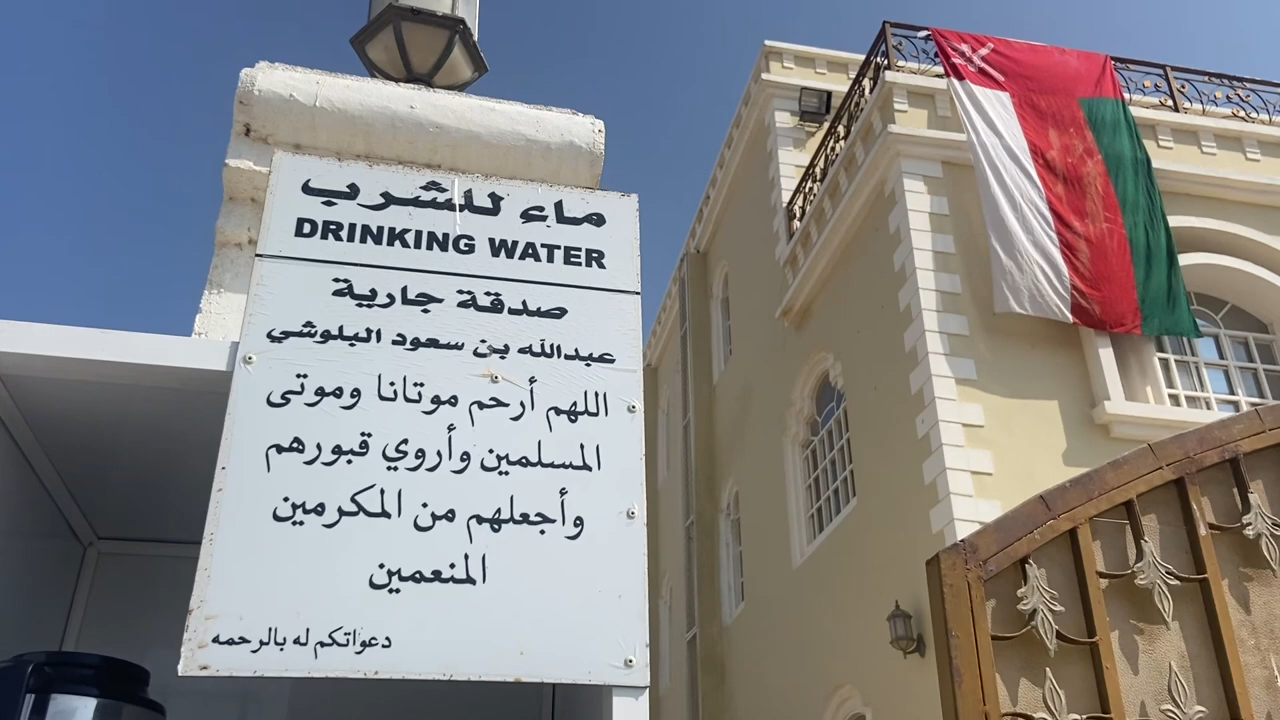 ماء للشرب
DRINKING WATER
صدقة جارية
عبدالله بن سعود البلوشي
اللهم أرحم موتانا وموتى
المسلمين وأروي قبورهم
وأجعلهم من المكرمين
المنعمين
دعواتكم له بالرحمه